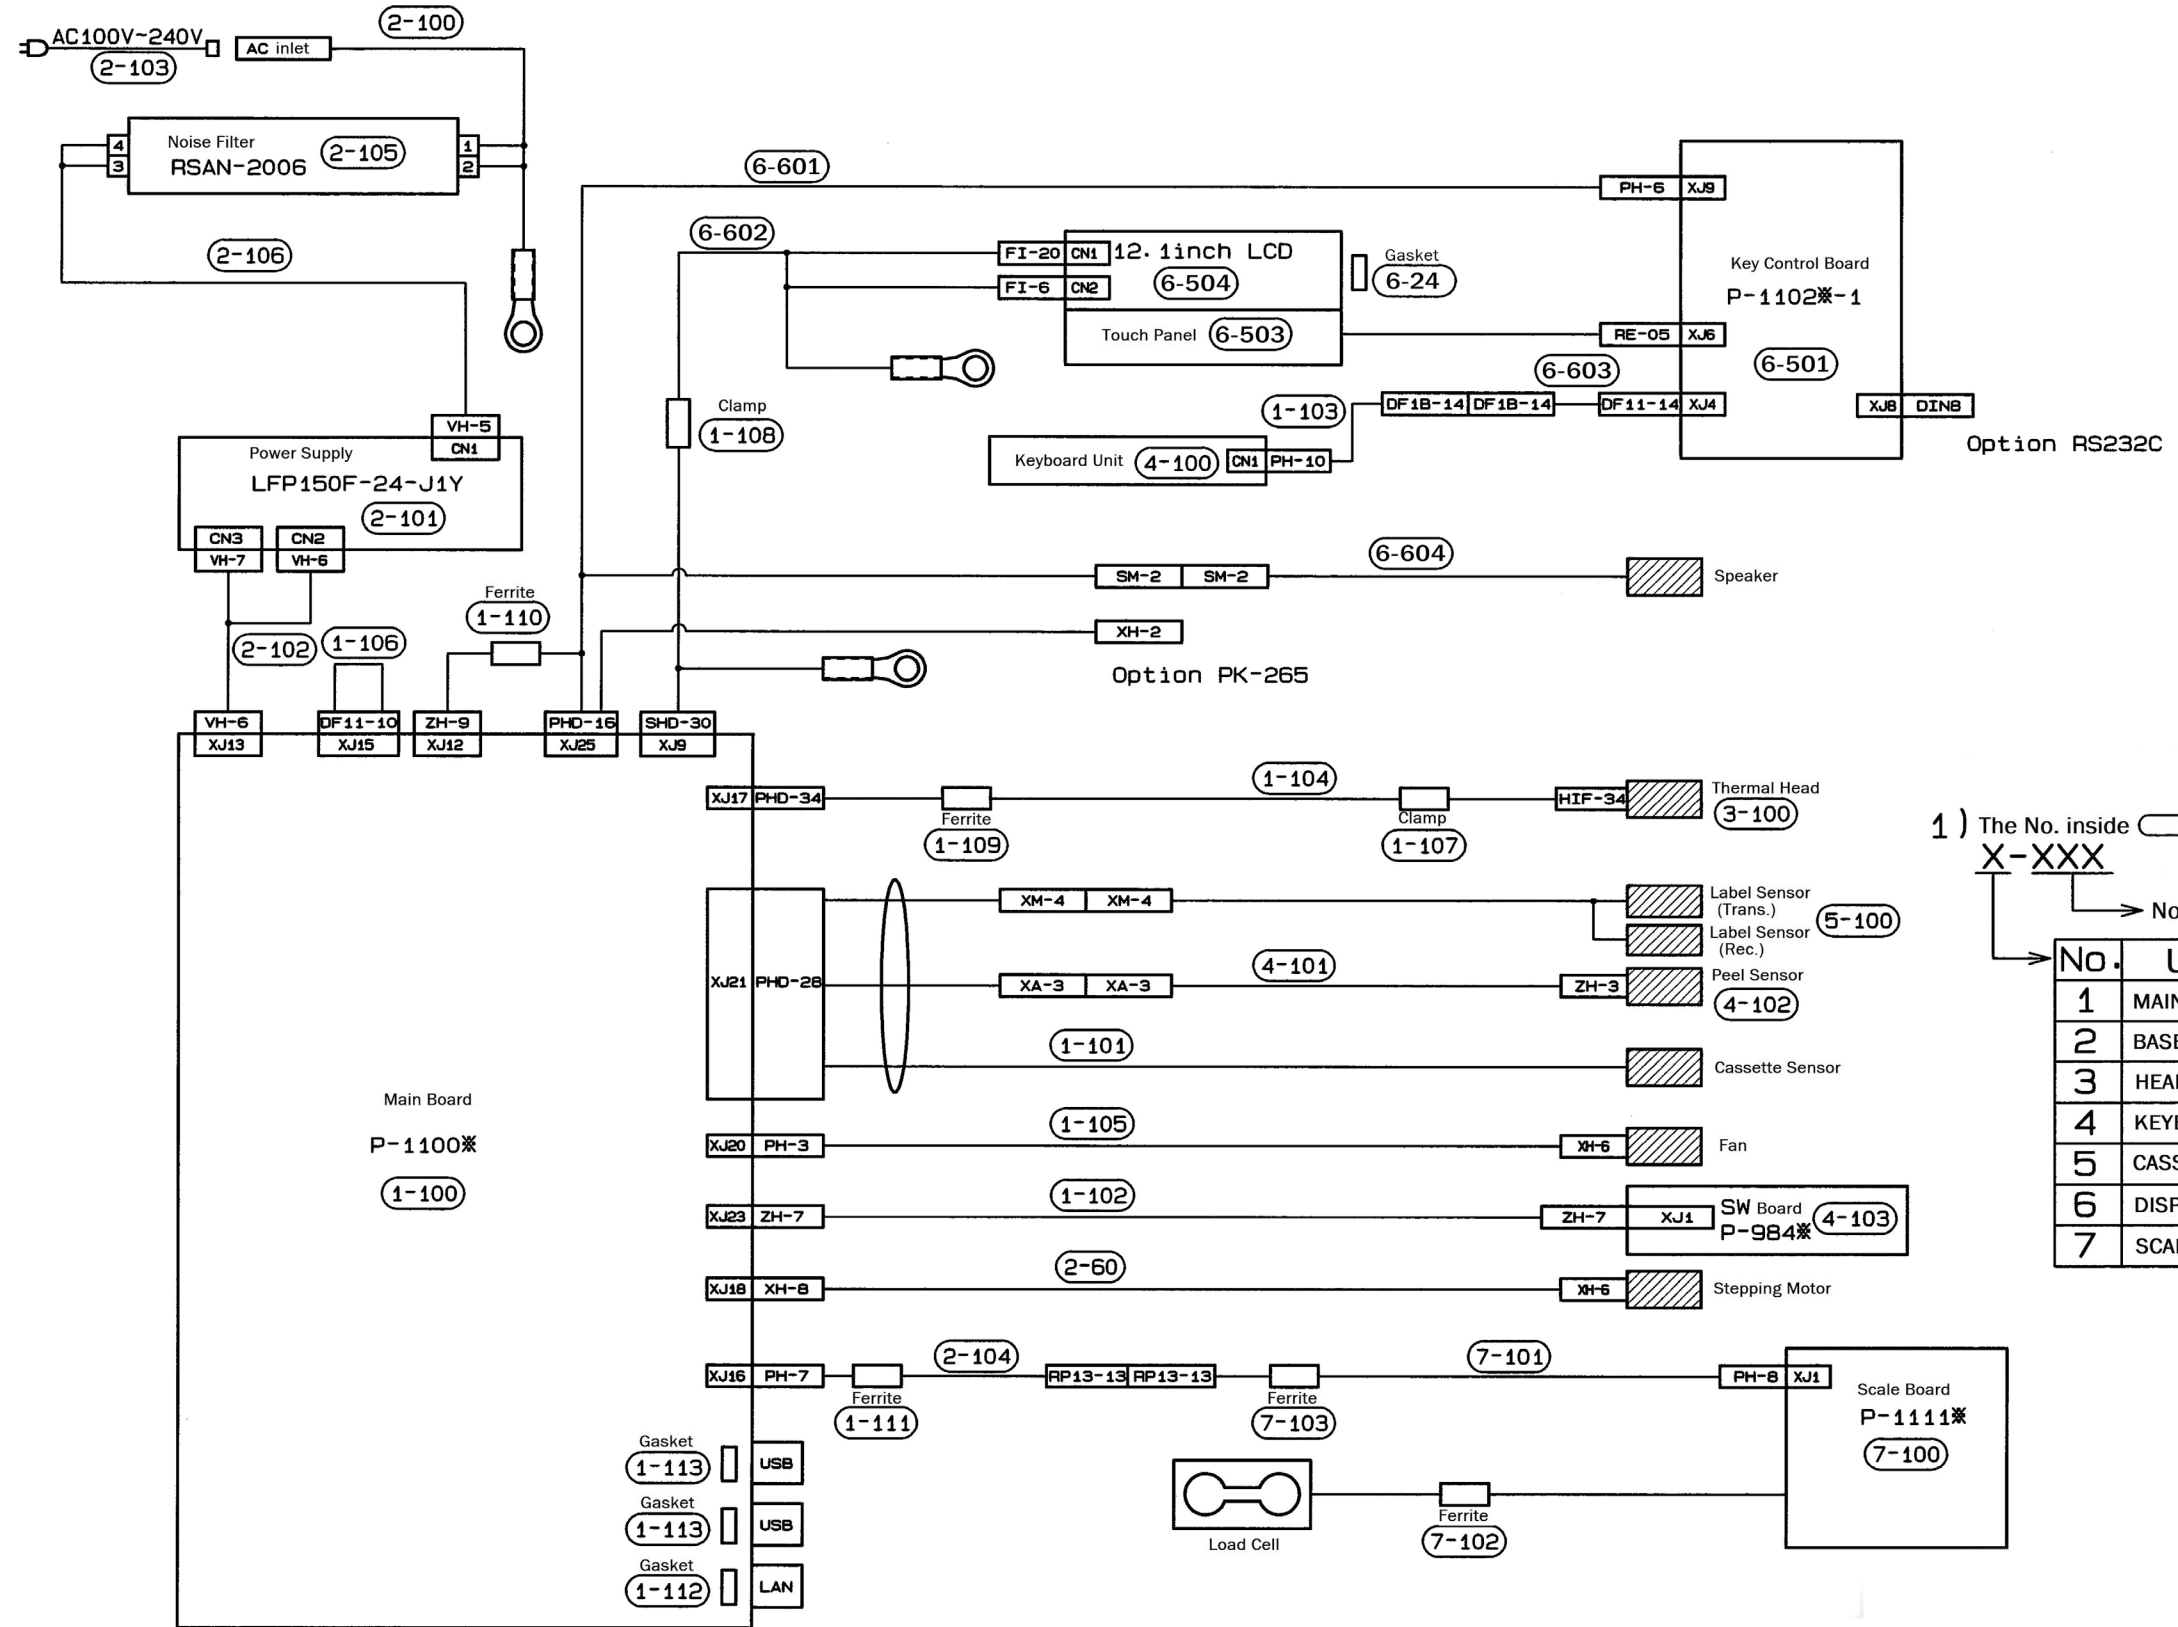 AC100V~240V
2-103
AC inlet
2-100
4
3
Noise Filter
RSAN-2006
2-105
1
2
2-106
VH-5
CN1
Power Supply
LFP150F-24-J1Y
2-101
CN3
VH-7
CN2
VH-6
2-102
1-106
Ferrite
1-110
6-601
PH-6 XJ9
6-602
FI-20 CN1
FI-6 CN2
12.1inch LCD
6-504
Touch Panel 6-503
Gasket
6-24
Key Control Board
P-1102※-1
6-501
RE-05 XJ6
6-603
DF11-14 XJ4
DF1B-14 DF1B-14
1-103
Keyboard Unit 4-100 CN1 PH-10
XJ8 DIN8
Option RS232C
Clamp
1-108
SM-2 SM-2
6-604
Speaker
XH-2
Option PK-265
VH-6
XJ13
DF11-10
XJ15
ZH-9
XJ12
PHD-16
XJ25
SHD-30
XJ9
Main Board
P-1100※
1-100
XJ17 PHD-34
Ferrite
1-109
1-104
Clamp
1-107
HIF-34
Thermal Head
3-100
XJ21 PHD-28
XM-4 XM-4
Label Sensor
(Trans.)
Label Sensor
(Rec.)
5-100
XA-3 XA-3
4-101
ZH-3
Peel Sensor
4-102
1-101
Cassette Sensor
XJ20 PH-3
1-105
XH-6
Fan
XJ23 ZH-7
1-102
ZH-7 XJ1
SW Board
P-984※
4-103
XJ18 XH-8
2-60
XH-6
Stepping Motor
XJ16 PH-7
Ferrite
1-111
2-104
RP13-13 RP13-13
Ferrite
7-103
7-101
PH-8 XJ1
Scale Board
P-1111※
7-100
Load Cell
Ferrite
7-102
Gasket
1-113
USB
Gasket
1-113
USB
Gasket
1-112
LAN
1) The No. inside
X-XXX
No
No. U
1 MAIN
2 BASE
3 HEA
4 KEY
5 CASS
6 DISP
7 SCA